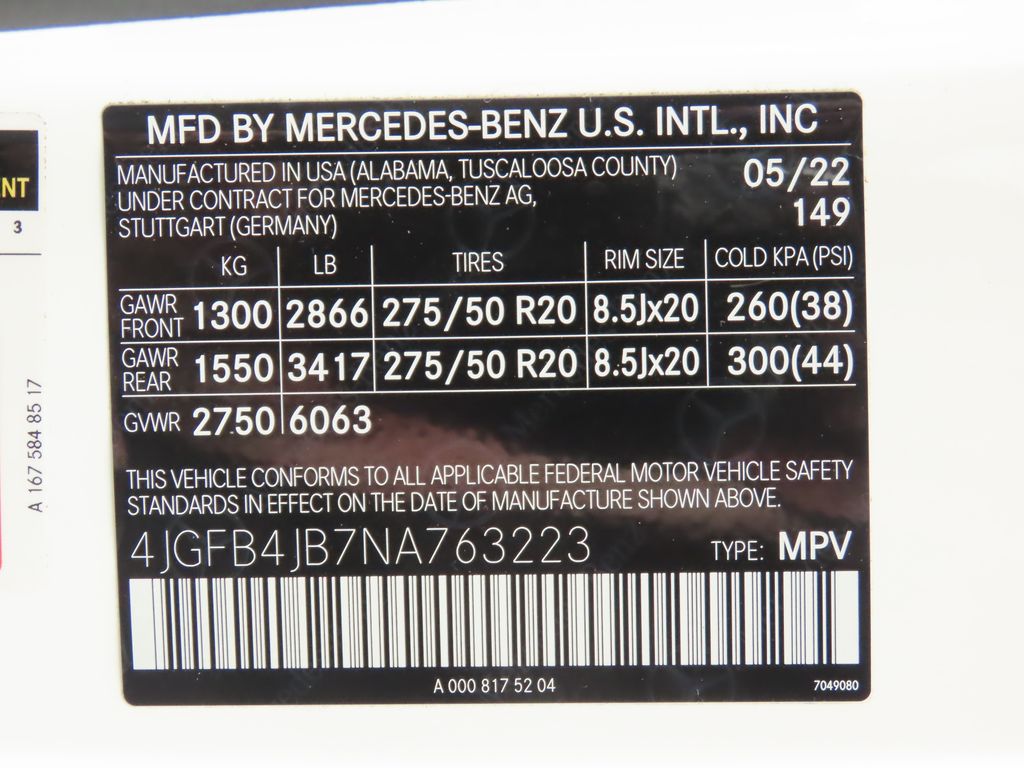 MFD BY MERCEDES-BENZ U.S. INTL., INC
MANUFACTURED IN USA (ALABAMA, TUSCALOOSA COUNTY) 05/22
UNDER CONTRACT FOR MERCEDES-BENZ AG, 149
STUTTGART (GERMANY)
KG LB TIRES RIM SIZE COLD KPA (PSI)
GAWR FRONT 1300 2866 275/50 R20 8.5Jx20 260(38)
GAWR REAR 1550 3417 275/50 R20 8.5Jx20 300(44)
GVWR 2750 6063
THIS VEHICLE CONFORMS TO ALL APPLICABLE FEDERAL MOTOR VEHICLE SAFETY
STANDARDS IN EFFECT ON THE DATE OF MANUFACTURE SHOWN ABOVE.
4JGFB4JB7NA763223 TYPE: MPV
A 000 817 52 04 7049080
NT
3
A 167 584 85 17